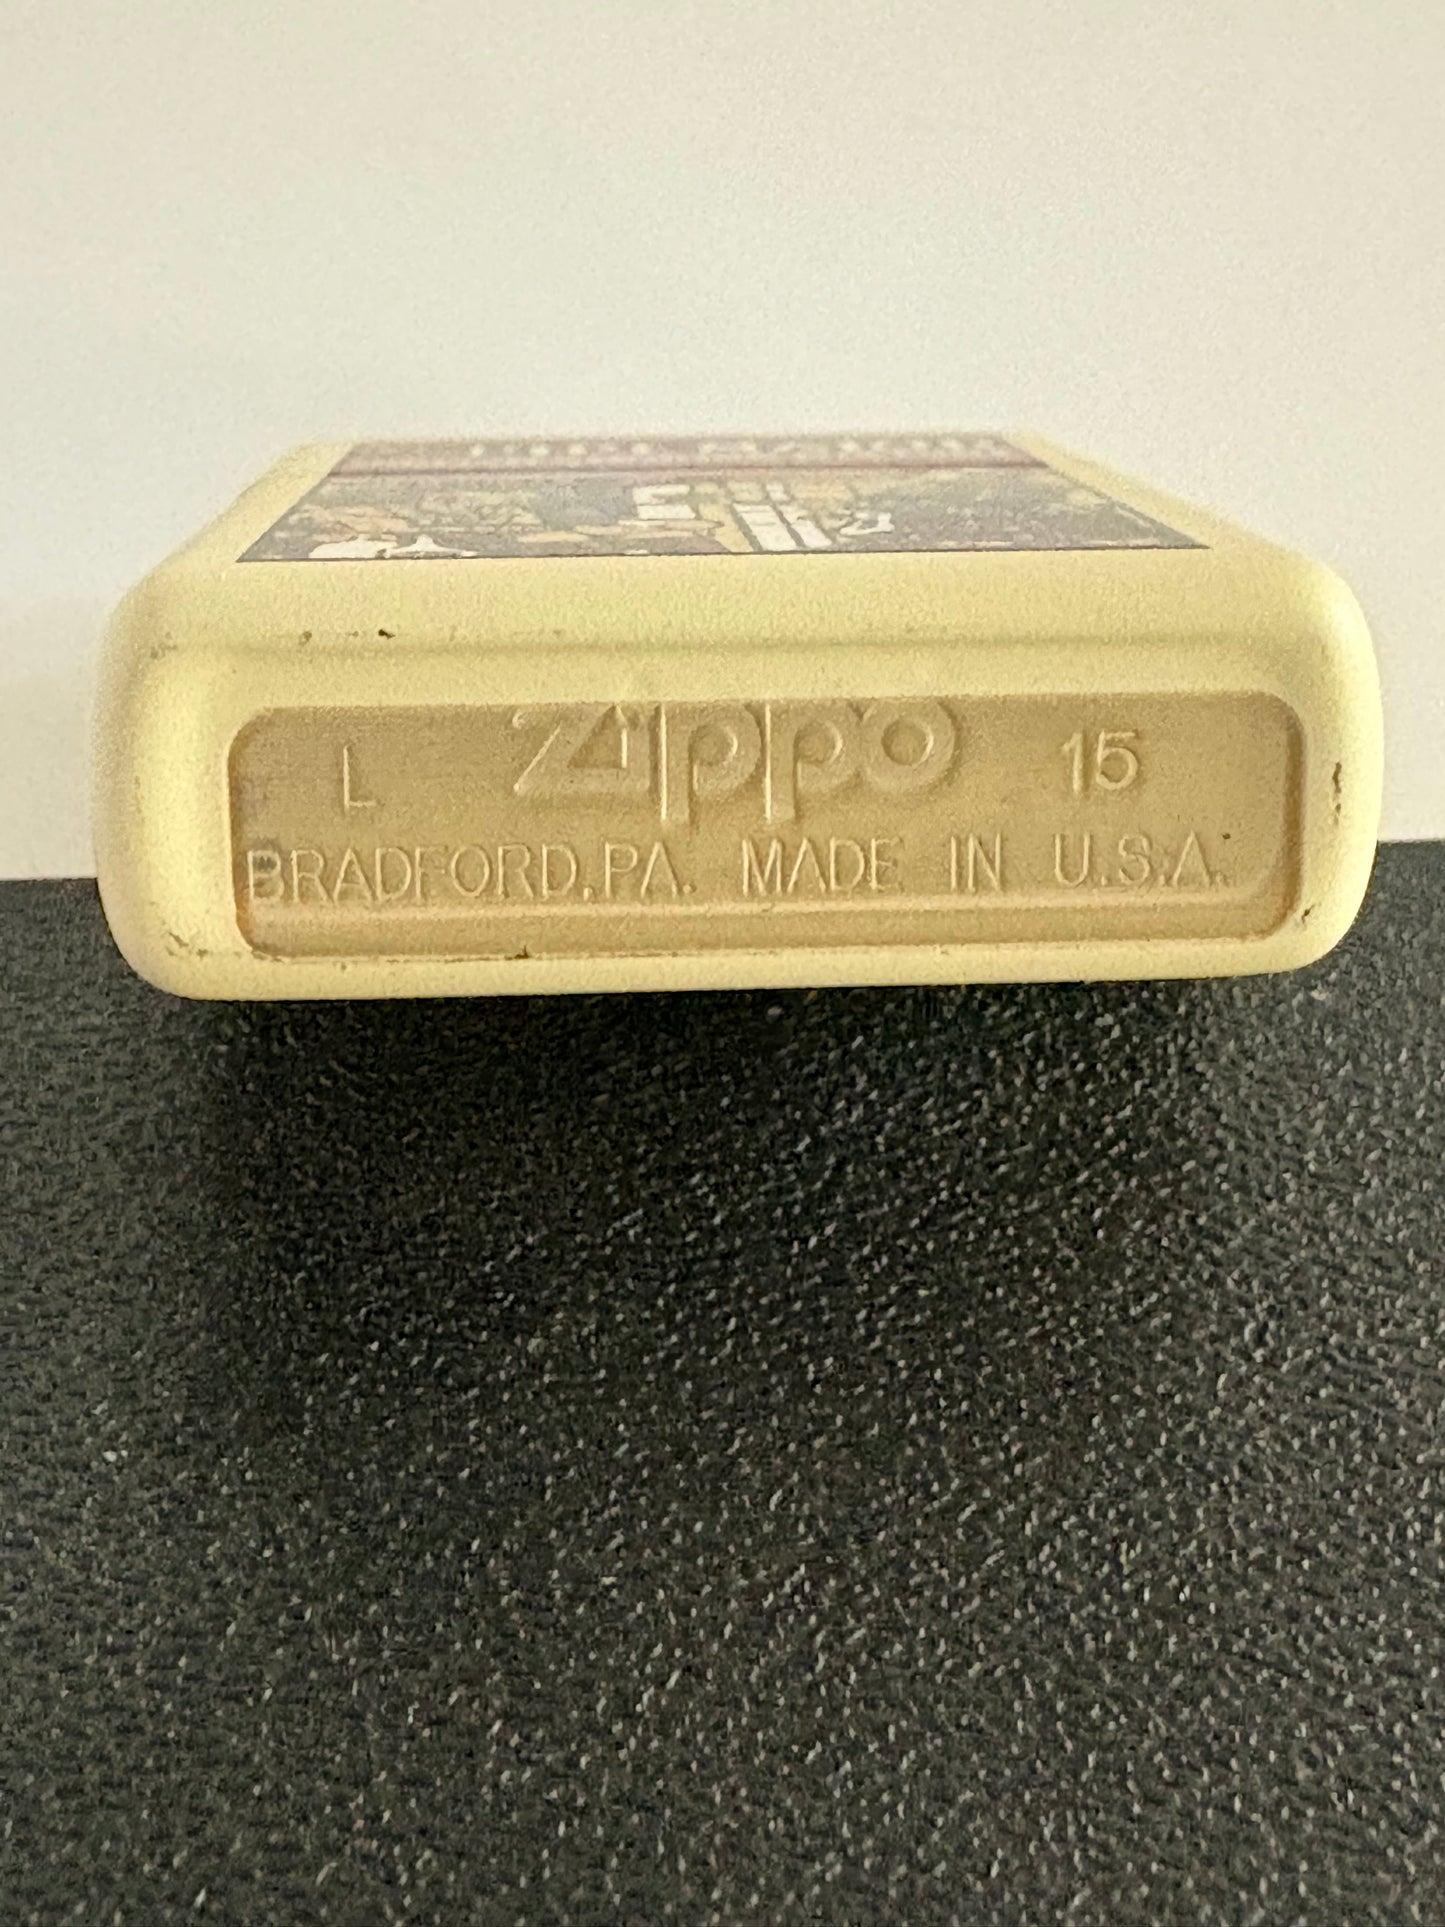 L Zippo 15
BRADFORD,PA. MADE IN U.S.A.